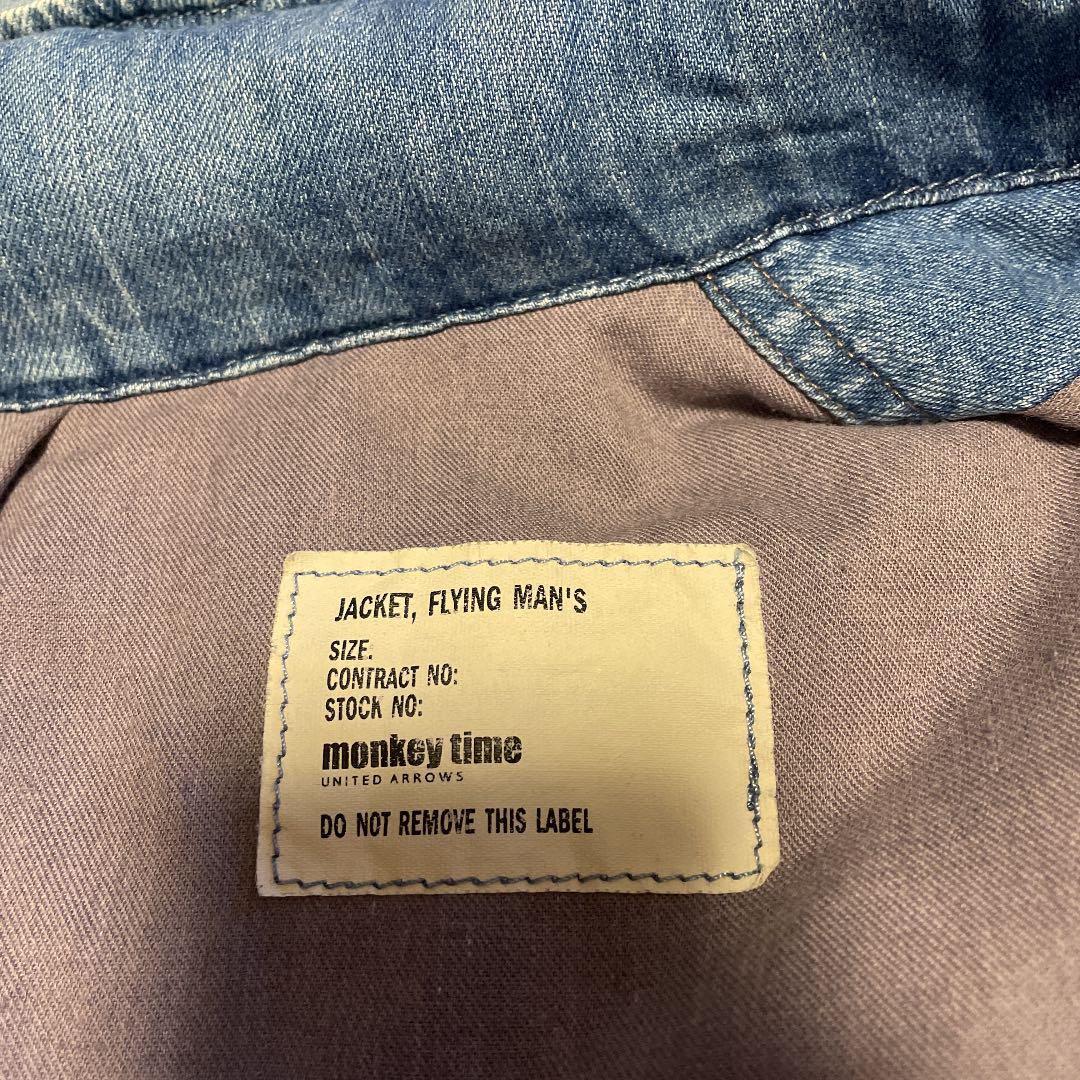 JACKET, FLYING MAN'S
SIZE.
CONTRACT NO:
STOCK NO:
monkey time
UNITED ARROWS
DO NOT REMOVE THIS LABEL